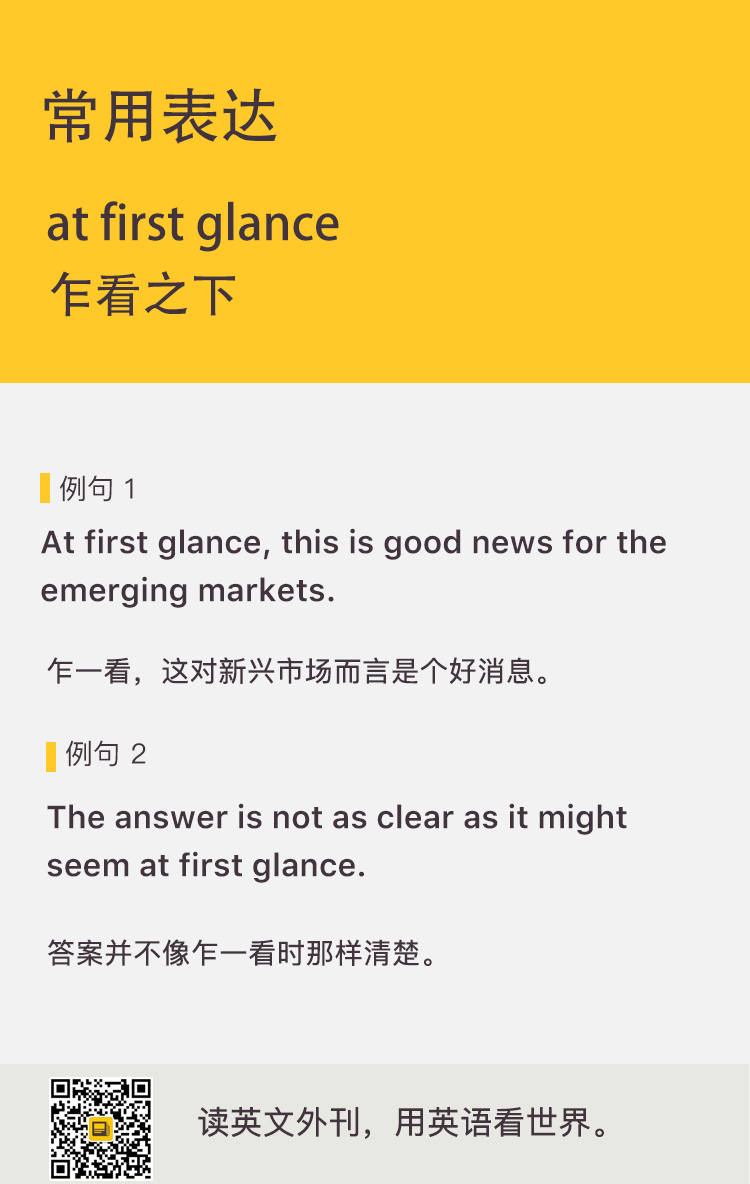 常用表达
at first glance
乍看之下
例句 1
At first glance, this is good news for the
emerging markets.
乍一看，这对新兴市场而言是个好消息。
例句 2
The answer is not as clear as it might
seem at first glance.
答案并不像乍一看时那样清楚。
读英文外刊，用英语看世界。